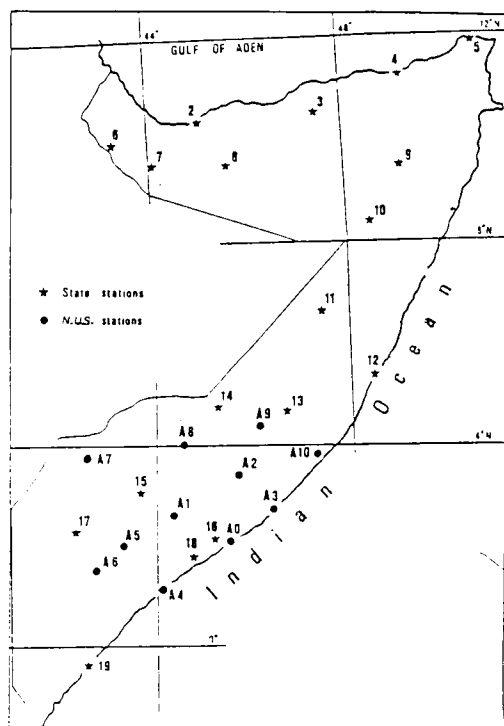 44°
48°
12°N
GULF OF ADEN
5
4
3
2
6
7
8
9
10
★ State stations
● N.U.S. stations
11
12
14
13
A9
A8
A10
4°N
A7
A2
15
A1
A3
17
A5
16
A0
18
A6
A4
Indian Ocean
19